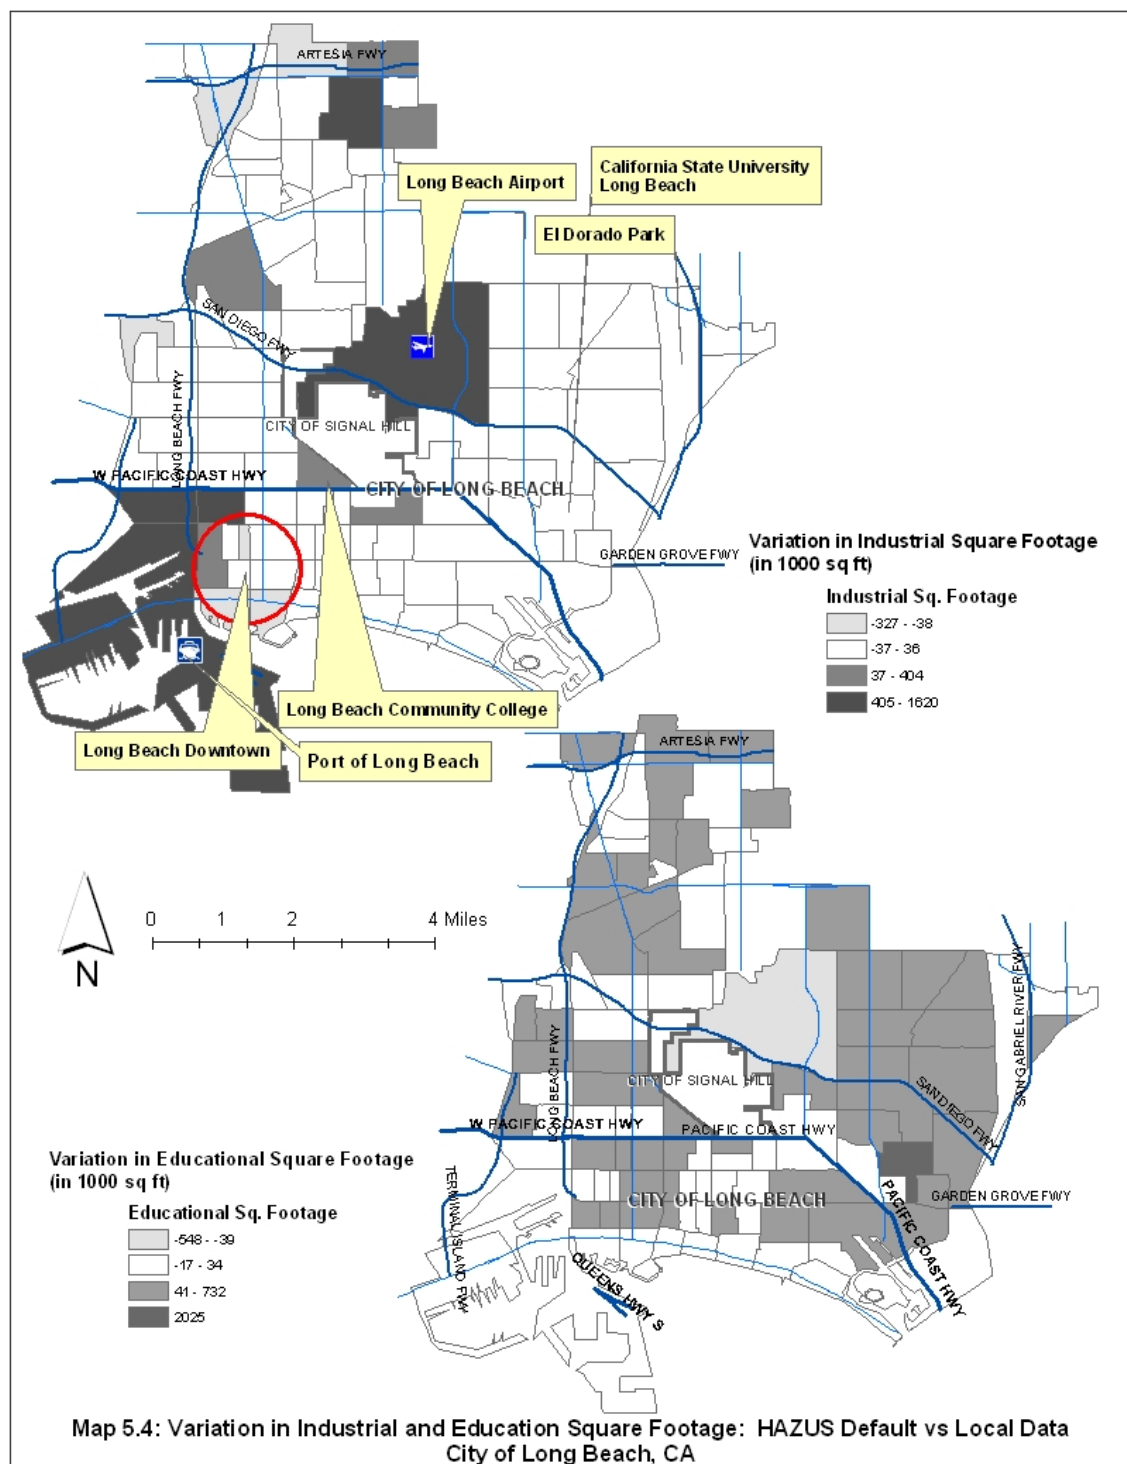 ARTESIA FWY
Long Beach Airport
California State University
Long Beach
El Dorado Park
SAN DIEGO FWY
LONG BEACH FWY
CITY OF SIGNAL HILL
W PACIFIC COAST HWY
CITY OF LONG BEACH
GARDEN GROVE FWY
Variation in Industrial Square Footage
(in 1000 sq ft)
Industrial Sq. Footage
-327 - -38
-37 - 36
37 - 404
405 - 1620
Long Beach Community College
Long Beach Downtown
Port of Long Beach
ARTESIA FWY
0 1 2 4 Miles
N
SAN GABRIEL RIVER FWY
LONG BEACH FWY
CITY OF SIGNAL HILL
SAN DIEGO FWY
W PACIFIC COAST HWY
PACIFIC COAST HWY
Variation in Educational Square Footage
(in 1000 sq ft)
Educational Sq. Footage
-548 - -39
-17 - 34
41 - 732
2025
TERMINAL ISLAND FWY
CITY OF LONG BEACH
PACIFIC COAST HWY
GARDEN GROVE FWY
QUEENS HWY S
Map 5.4: Variation in Industrial and Education Square Footage: HAZUS Default vs Local Data
City of Long Beach, CA